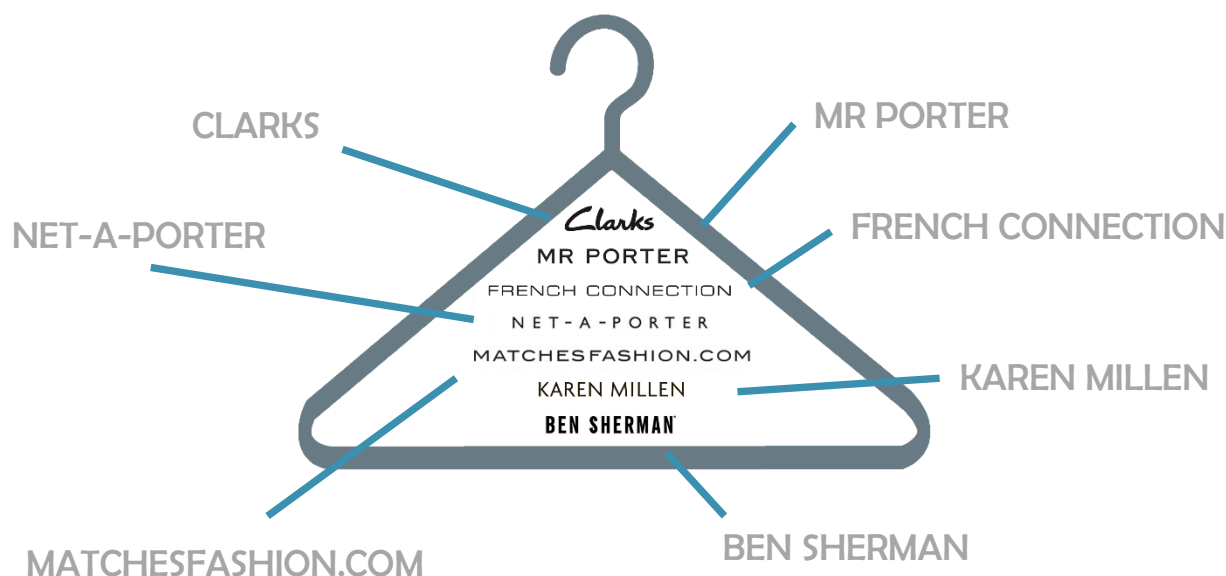 CLARKS
MR PORTER
NET-A-PORTER
FRENCH CONNECTION
Clarks
MR PORTER
FRENCH CONNECTION
NET-A-PORTER
MATCHESFASHION.COM
KAREN MILLEN
BEN SHERMAN
KAREN MILLEN
MATCHESFASHION.COM
BEN SHERMAN